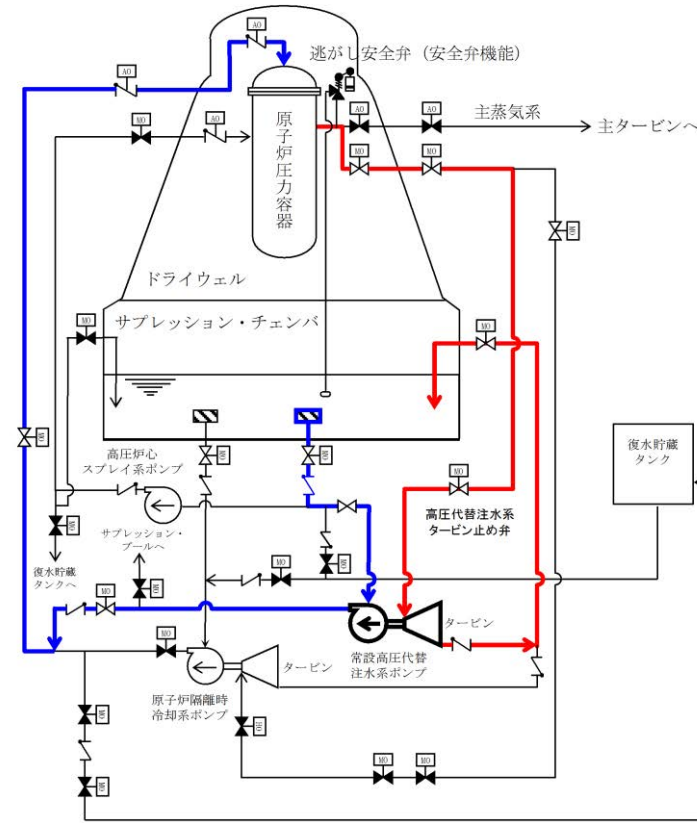 AO
AO
逃がし安全弁（安全弁機能）
MO
AO
AO
AO
主蒸気系
主タービンへ
原子炉圧力容器
MO
MO
MO
ドライウェル
サプレッション・チェンバ
MO
MO
MO
MO
MO
復水貯蔵
タンク
高圧炉心
スプレイ系ポンプ
MO
高圧代替注水系
タービン止め弁
MO
サプレッション・
プールへ
復水貯蔵
タンクへ
MO
MO
MO
MO
タービン
MO
常設高圧代替
注水系ポンプ
タービン
原子炉隔離時
冷却系ポンプ
MO
HO
MO
MO
MO